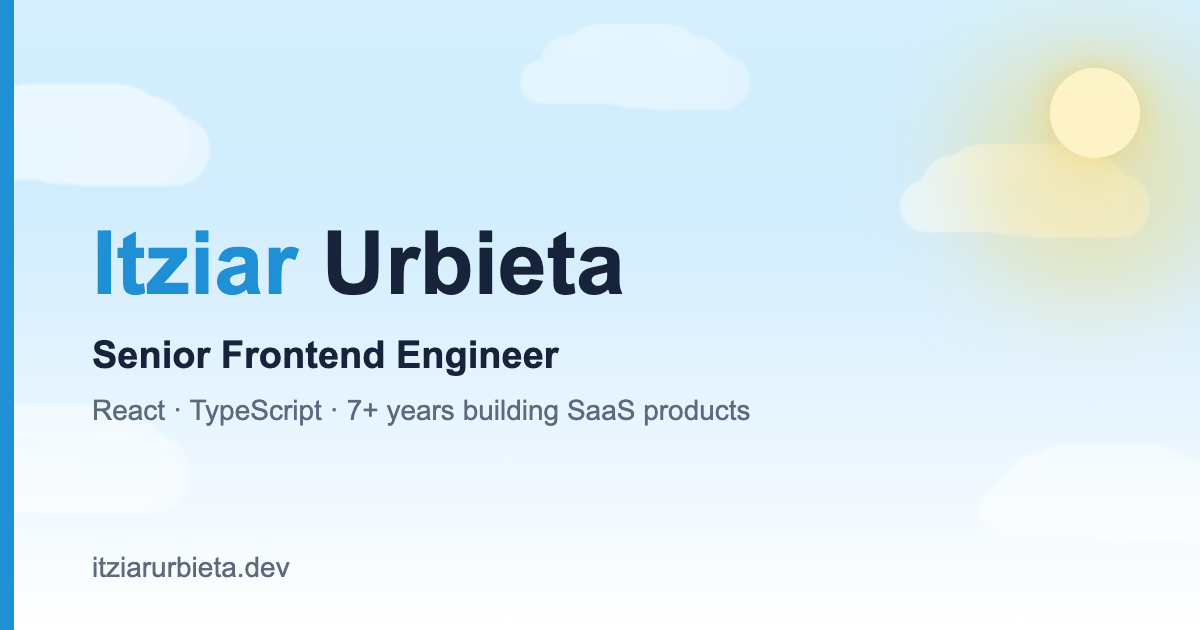 Itziar Urbieta
Senior Frontend Engineer
React · TypeScript · 7+ years building SaaS products
itziarurbieta.dev